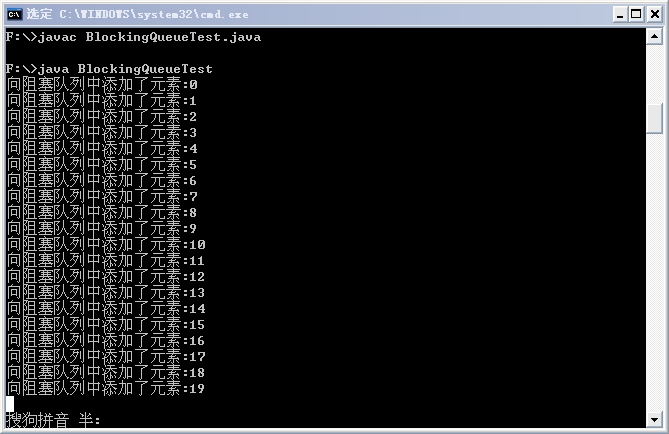 选定 C:\WINDOWS\system32\cmd.exe
F:\>javac BlockingQueueTest.java
F:\>java BlockingQueueTest
向阻塞队列中添加了元素:0
向阻塞队列中添加了元素:1
向阻塞队列中添加了元素:2
向阻塞队列中添加了元素:3
向阻塞队列中添加了元素:4
向阻塞队列中添加了元素:5
向阻塞队列中添加了元素:6
向阻塞队列中添加了元素:7
向阻塞队列中添加了元素:8
向阻塞队列中添加了元素:9
向阻塞队列中添加了元素:10
向阻塞队列中添加了元素:11
向阻塞队列中添加了元素:12
向阻塞队列中添加了元素:13
向阻塞队列中添加了元素:14
向阻塞队列中添加了元素:15
向阻塞队列中添加了元素:16
向阻塞队列中添加了元素:17
向阻塞队列中添加了元素:18
向阻塞队列中添加了元素:19
搜狗拼音 半: